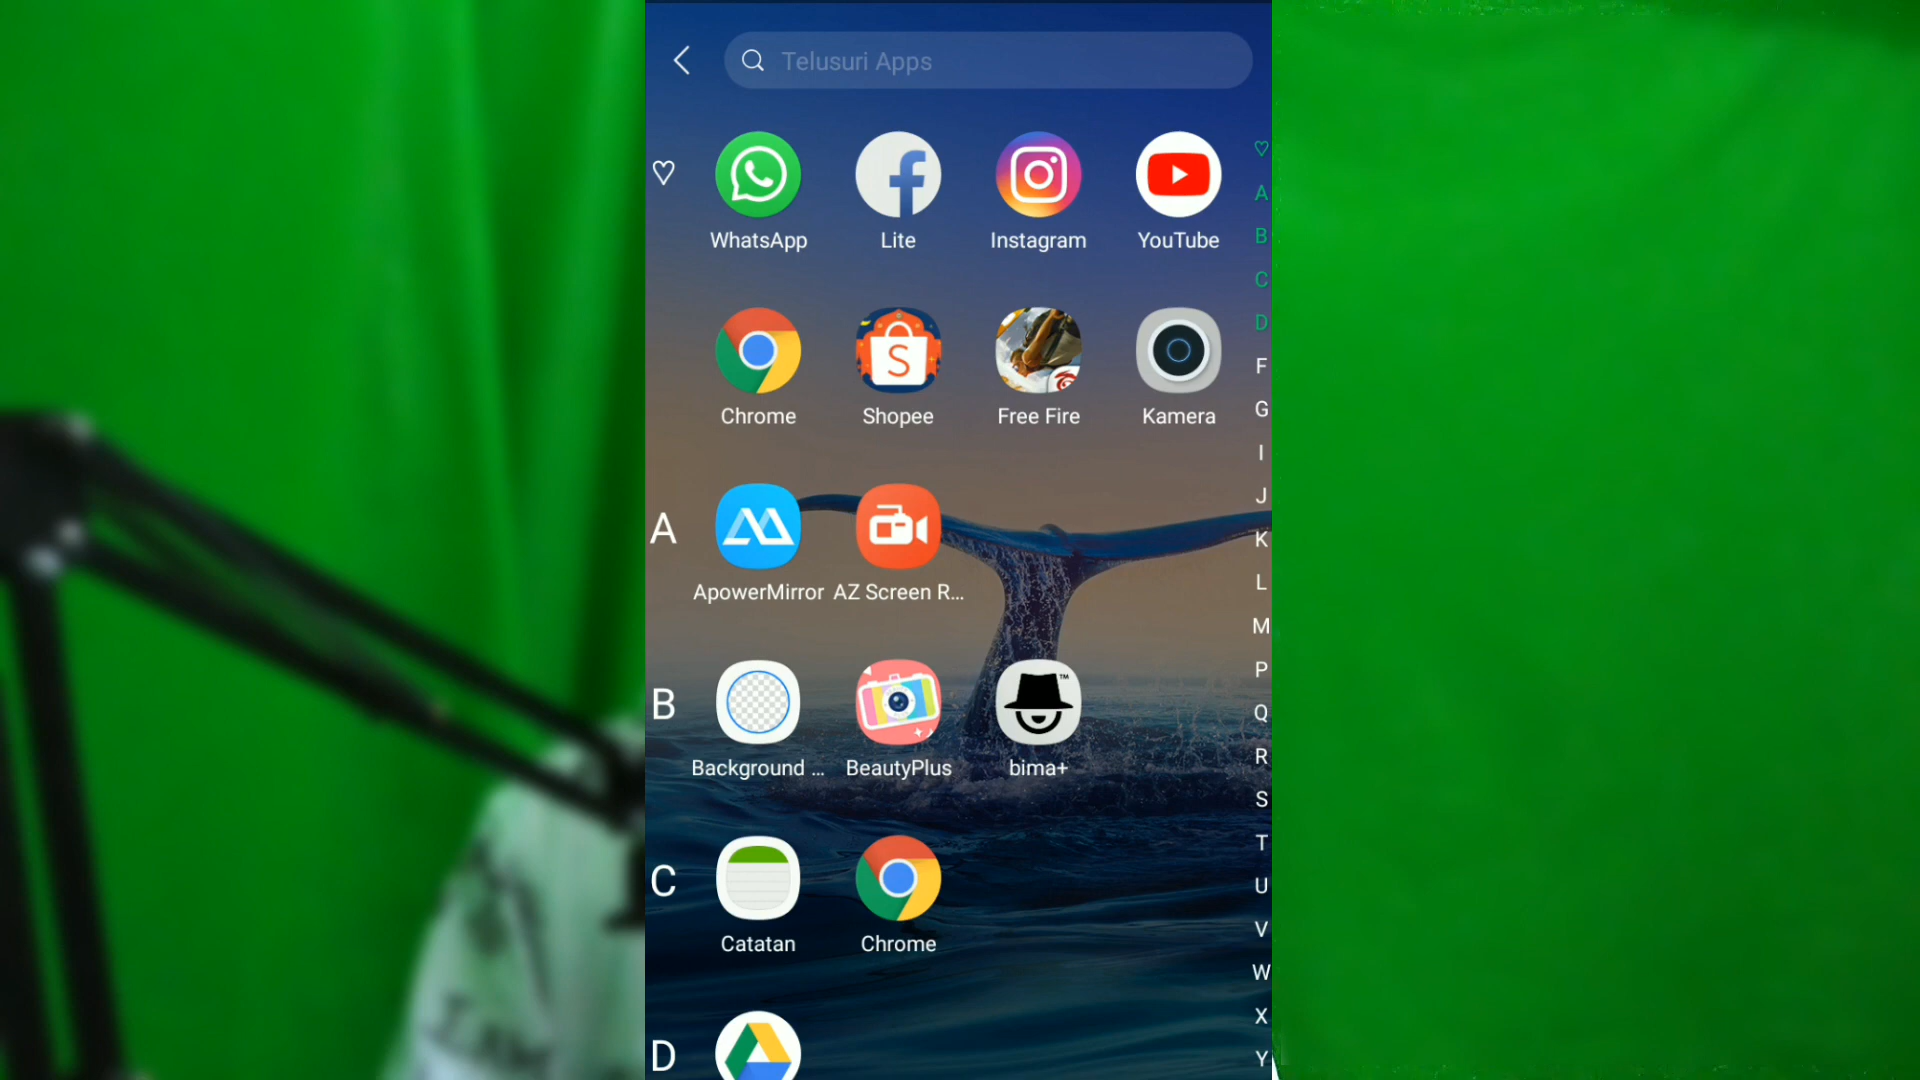 Telusuri Apps
WhatsApp
Lite
Instagram
YouTube
S
Chrome
Shopee
Free Fire
Kamera
A
ApowerMirror
AZ Screen R...
B
TM
Background ...
BeautyPlus
bima+
C
Catatan
Chrome
D
A
B
C
D
F
G
I
J
K
L
M
P
Q
R
S
T
U
V
W
X
Y